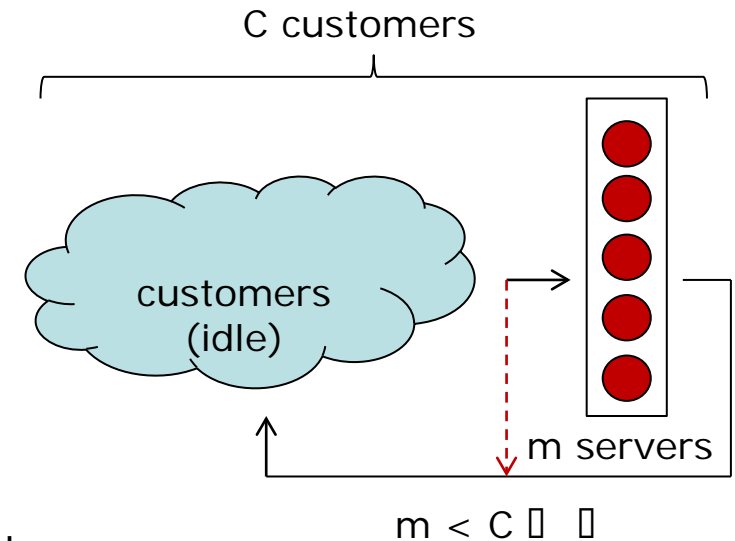 C customers
customers
(idle)
m servers
m < C ▯ ▯
.